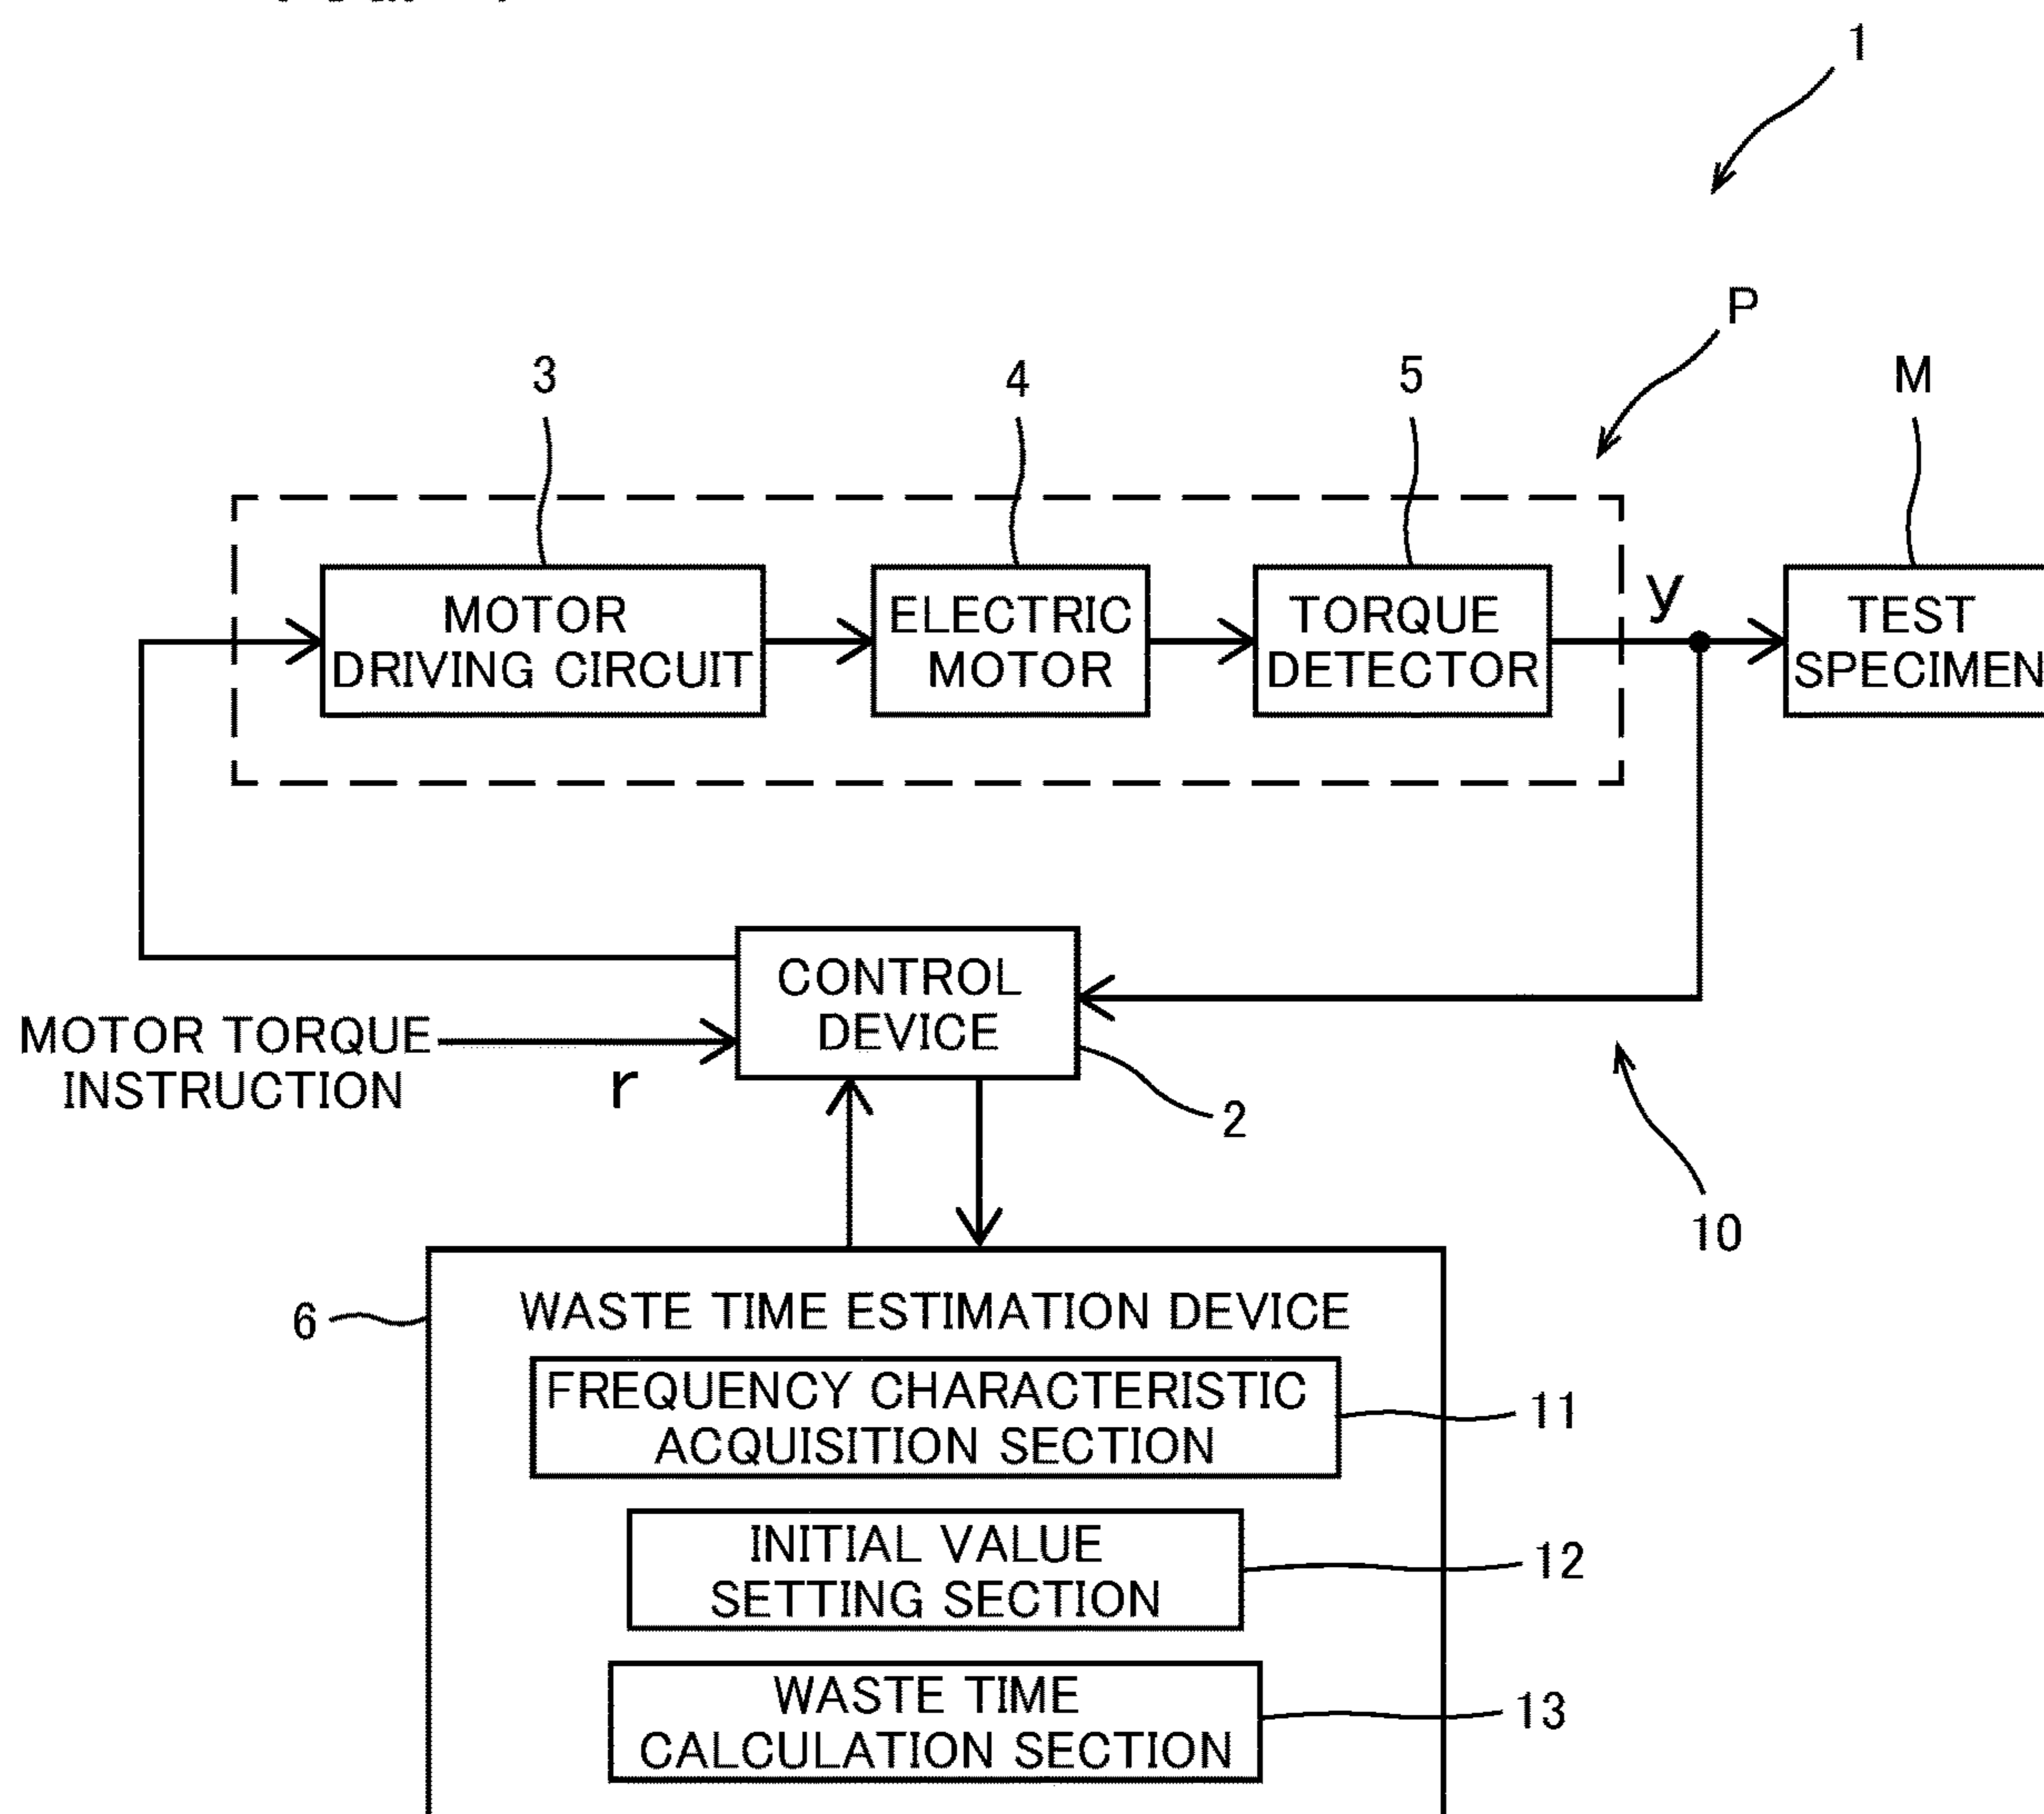 1
P
3
4
5
M
MOTOR
DRIVING CIRCUIT
ELECTRIC
MOTOR
TORQUE
DETECTOR
y
TEST
SPECIMEN
CONTROL
DEVICE
MOTOR TORQUE
INSTRUCTION
r
2
10
6
WASTE TIME ESTIMATION DEVICE
FREQUENCY CHARACTERISTIC
ACQUISITION SECTION
11
INITIAL VALUE
SETTING SECTION
12
WASTE TIME
CALCULATION SECTION
13